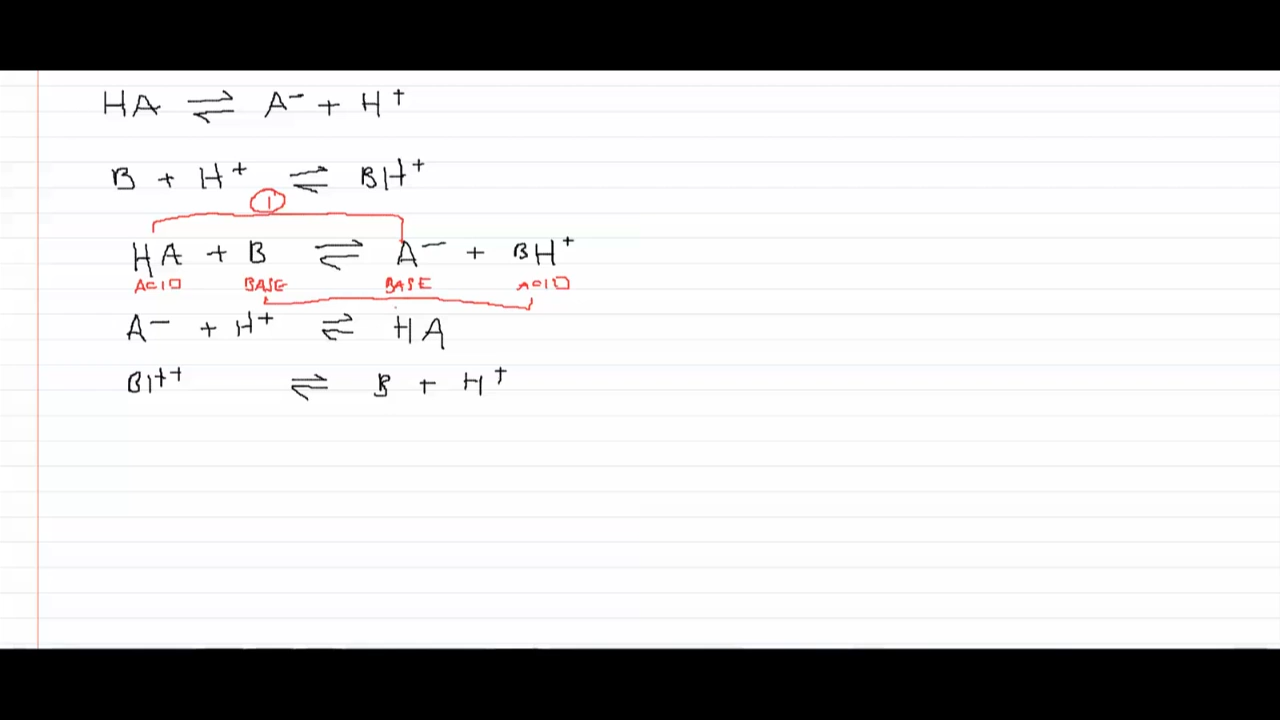 HA ⇌ A⁻ + H⁺
B + H⁺ ⇌ BH⁺
①
HA + B ⇌ A⁻ + BH⁺
ACID BASE BASE ACID
A⁻ + H⁺ ⇌ HA
BH⁺ ⇌ B + H⁺